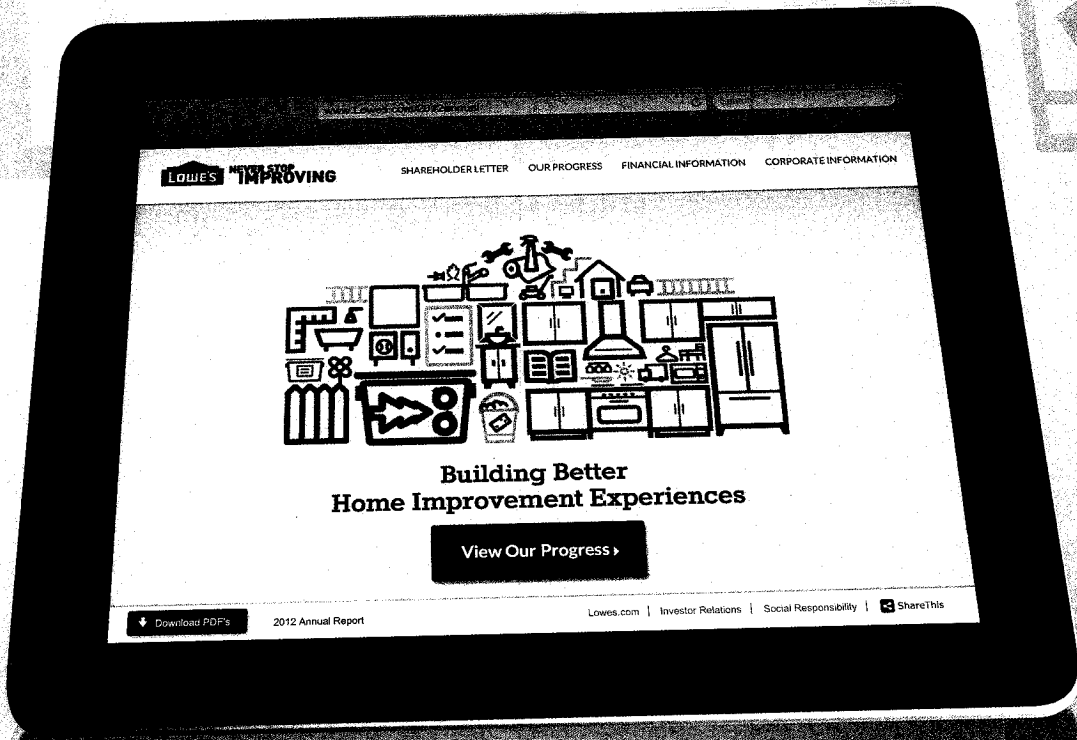 LOWE'S NEVER STOP IMPROVING
SHAREHOLDER LETTER OUR PROGRESS FINANCIAL INFORMATION CORPORATE INFORMATION
Building Better
Home Improvement Experiences
View Our Progress
Download PDF's 2012 Annual Report Lowes.com | Investor Relations | Social Responsibility | ShareThis